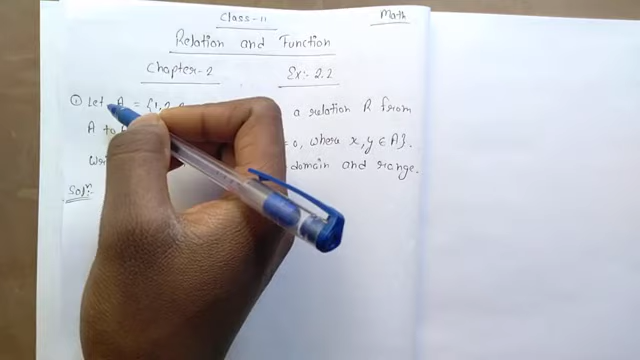 Class-11
Math
Relation and Function
Chapter-2 Ex:- 2.2
① Let A = {1, 2, a relation R from
A to = 0, where x, y ∈ A}.
domain and range.
Solⁿ:-